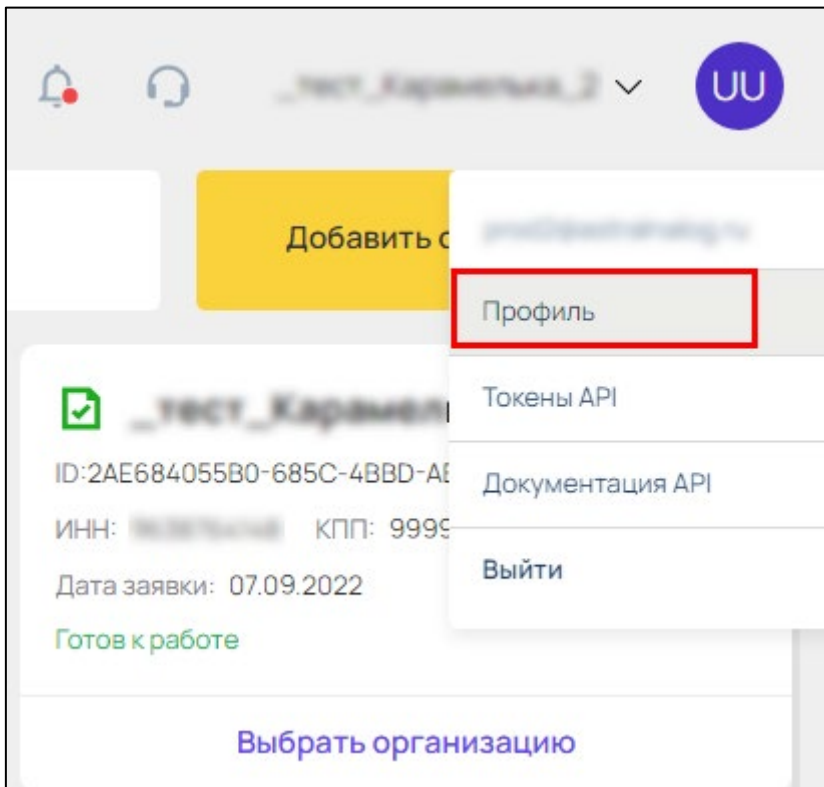 UU
Добавить о
Профиль
Токены API
Документация API
Выйти
ID:2AE684055B0-685C-4BBD-AB
ИНН: КПП: 9999
Дата заявки: 07.09.2022
Готов к работе
Выбрать организацию